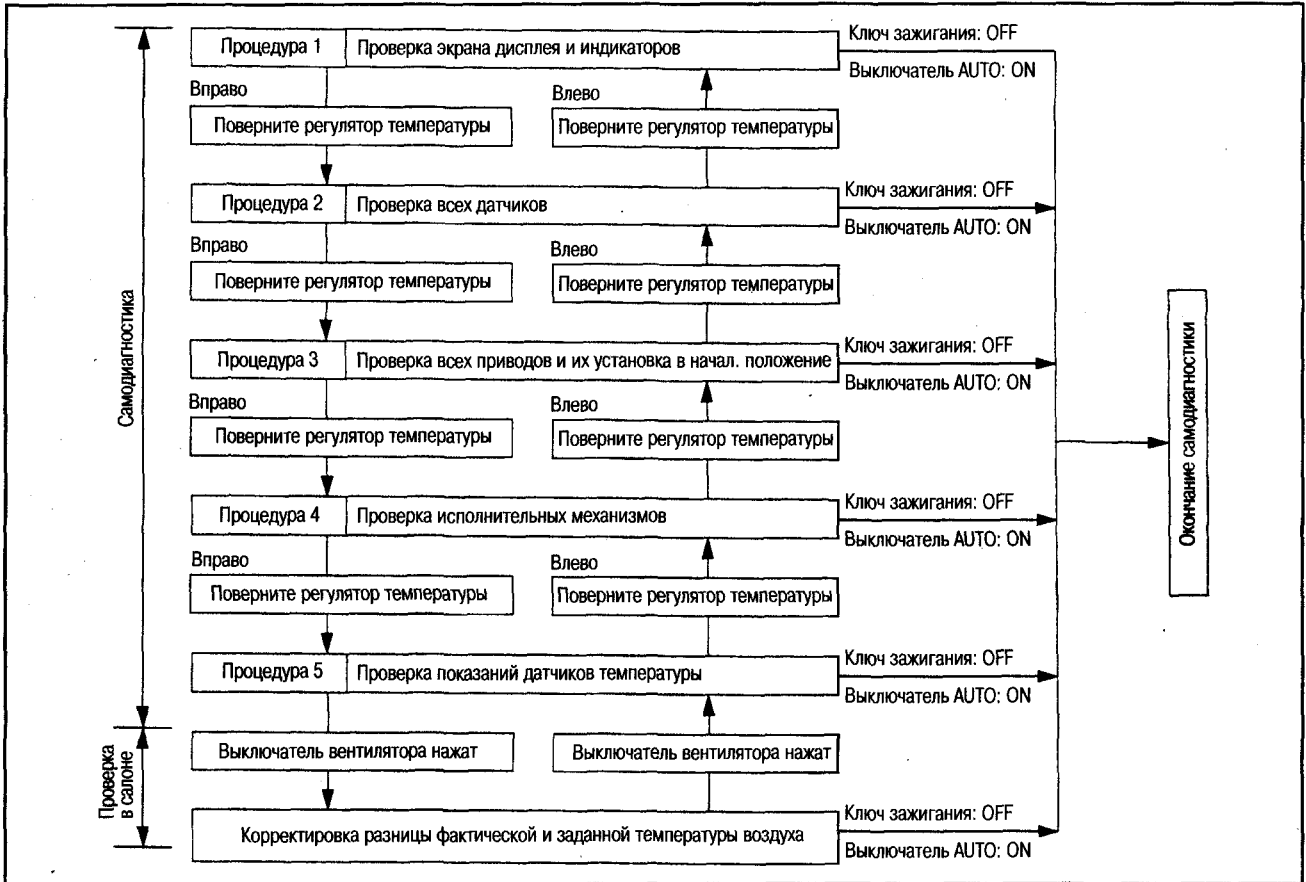 Процедура 1 Проверка экрана дисплея и индикаторов
Ключ зажигания: OFF
Выключатель AUTO: ON
Вправо
Влево
Поверните регулятор температуры
Поверните регулятор температуры
Процедура 2 Проверка всех датчиков
Ключ зажигания: OFF
Выключатель AUTO: ON
Вправо
Влево
Поверните регулятор температуры
Поверните регулятор температуры
Процедура 3 Проверка всех приводов и их установка в начал. положение
Ключ зажигания: OFF
Выключатель AUTO: ON
Вправо
Влево
Поверните регулятор температуры
Поверните регулятор температуры
Процедура 4 Проверка исполнительных механизмов
Ключ зажигания: OFF
Выключатель AUTO: ON
Вправо
Влево
Поверните регулятор температуры
Поверните регулятор температуры
Процедура 5 Проверка показаний датчиков температуры
Ключ зажигания: OFF
Выключатель AUTO: ON
Выключатель вентилятора нажат
Выключатель вентилятора нажат
Корректировка разницы фактической и заданной температуры воздуха
Ключ зажигания: OFF
Выключатель AUTO: ON
Самодиагностика
Проверка
в салоне
Окончание самодиагностики